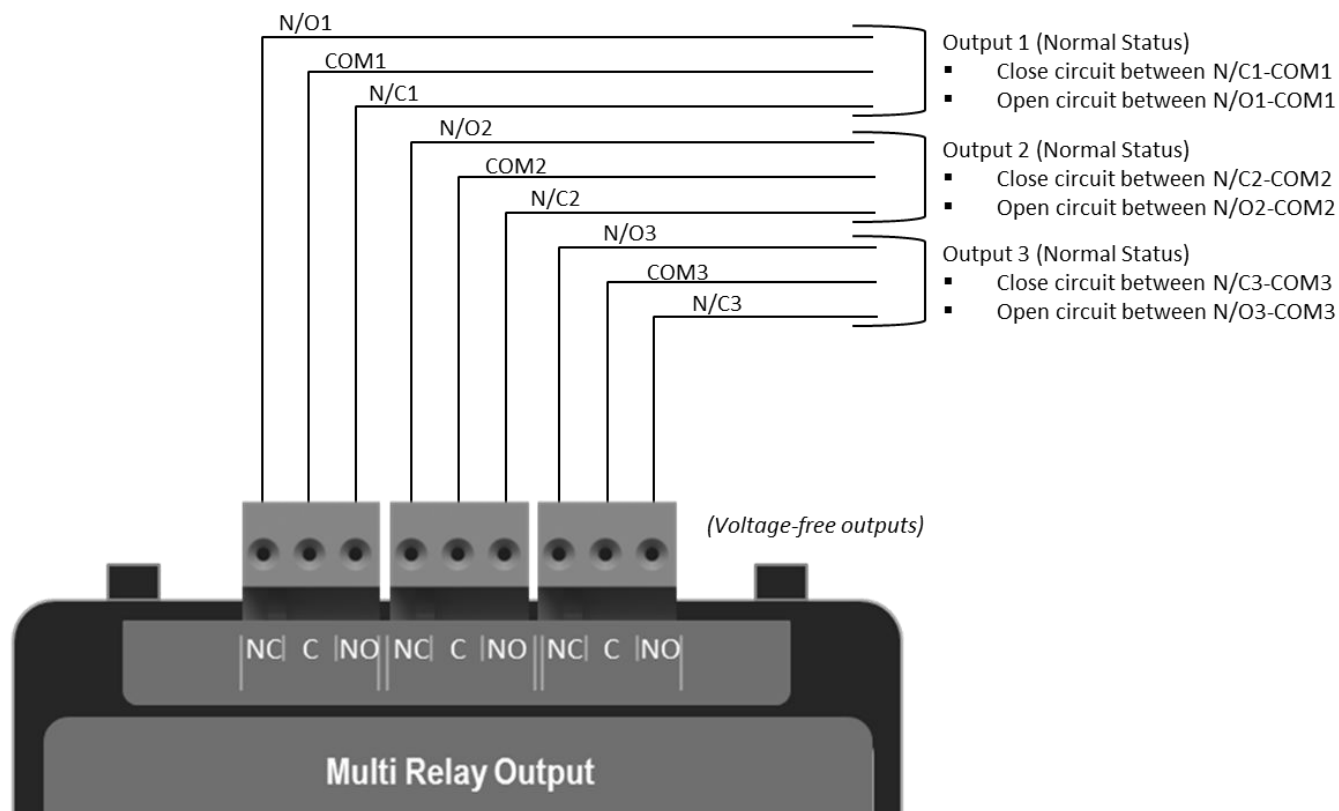 N/O1
COM1
N/C1
Output 1 (Normal Status)
▪ Close circuit between N/C1-COM1
▪ Open circuit between N/O1-COM1
N/O2
COM2
N/C2
Output 2 (Normal Status)
▪ Close circuit between N/C2-COM2
▪ Open circuit between N/O2-COM2
N/O3
COM3
N/C3
Output 3 (Normal Status)
▪ Close circuit between N/C3-COM3
▪ Open circuit between N/O3-COM3
(Voltage-free outputs)
NC C NO NC C NO NC C NO
Multi Relay Output